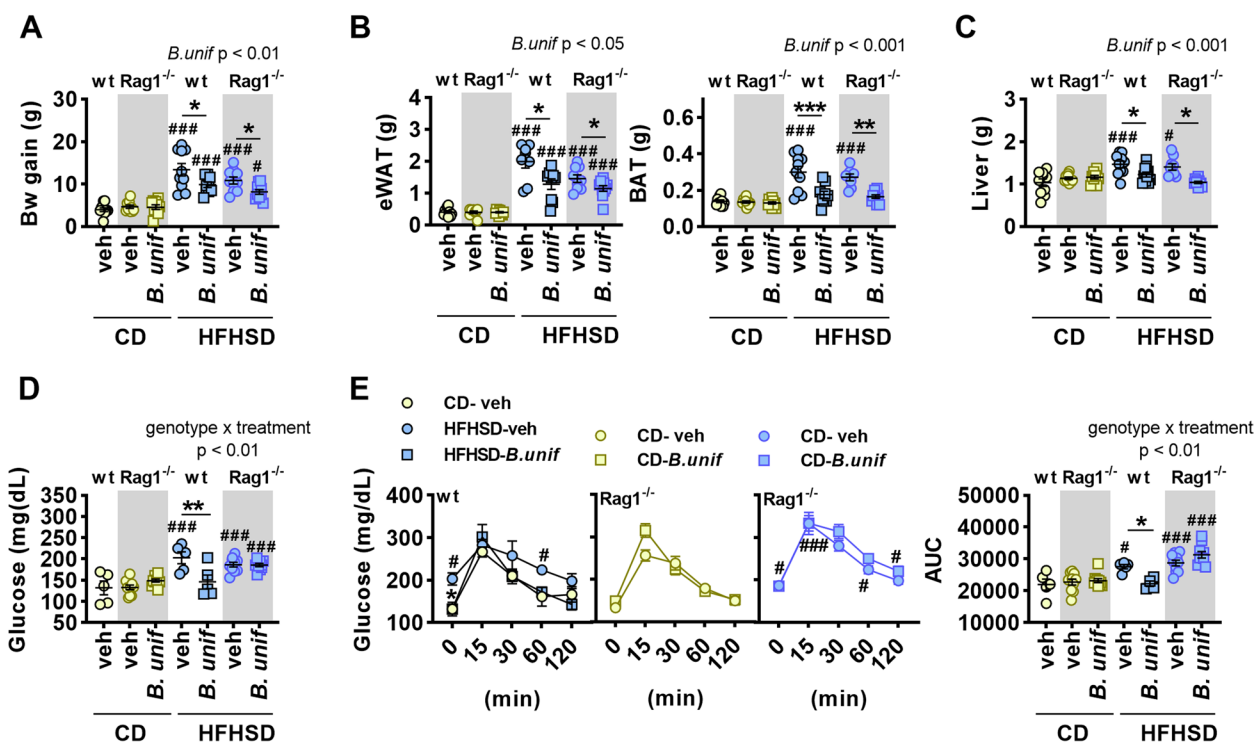 A
B.unif p < 0.01
wt Rag1-/- wt Rag1-/-
Bw gain (g)
30
20
10
0
* *
### ### ### #
veh veh B. unif veh B. unif veh B. unif
CD HFHSD
B
B.unif p < 0.05
wt Rag1-/- wt Rag1-/-
eWAT (g)
4
3
2
1
0
* *
### ### ### ###
veh veh B. unif veh B. unif veh B. unif
CD HFHSD
B.unif p < 0.001
wt Rag1-/- wt Rag1-/-
BAT (g)
0.6
0.4
0.2
0.0
*** **
### ###
veh veh B. unif veh B. unif veh B. unif
CD HFHSD
C
B.unif p < 0.001
wt Rag1-/- wt Rag1-/-
Liver (g)
3
2
1
0
* *
### #
veh veh B. unif veh B. unif veh B. unif
CD HFHSD
D
genotype x treatment
p < 0.01
wt Rag1-/- wt Rag1-/-
Glucose (mg(dL)
350
300
250
200
150
100
50
**
### ### ###
veh veh B. unif veh B. unif veh B. unif
CD HFHSD
E
CD- veh
HFHSD-veh
HFHSD-B.unif
CD- veh
CD-B.unif
CD- veh
CD-B.unif
Glucose (mg/dL)
400
300
200
100
wt
# * #
0 15 30 60 120
(min)
Rag1-/-
0 15 30 60 120
(min)
Rag1-/-
# ### # #
0 15 30 60 120
(min)
genotype x treatment
p < 0.01
wt Rag1-/- wt Rag1-/-
AUC
50000
40000
30000
20000
10000
*
# ### ###
veh veh B. unif veh B. unif veh B. unif
CD HFHSD